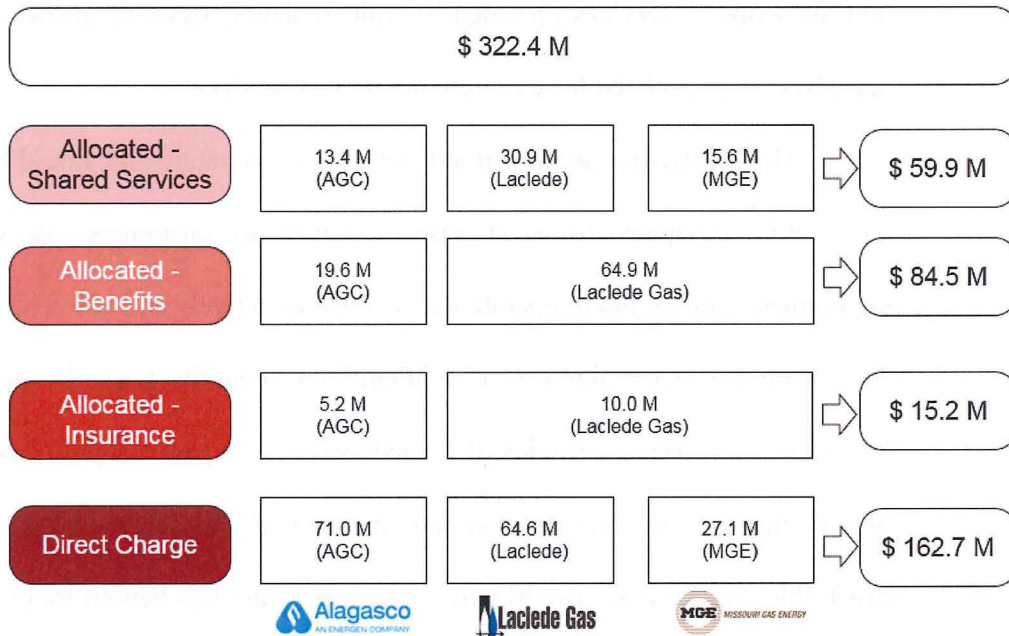 $ 322.4 M
Allocated -
Shared Services
13.4 M
(AGC)
30.9 M
(Laclede)
15.6 M
(MGE)
$ 59.9 M
Allocated -
Benefits
19.6 M
(AGC)
64.9 M
(Laclede Gas)
$ 84.5 M
Allocated -
Insurance
5.2 M
(AGC)
10.0 M
(Laclede Gas)
$ 15.2 M
Direct Charge
71.0 M
(AGC)
64.6 M
(Laclede)
27.1 M
(MGE)
$ 162.7 M
Alagasco
AN ENERGEN COMPANY
Laclede Gas
MGE
MISSOURI GAS ENERGY